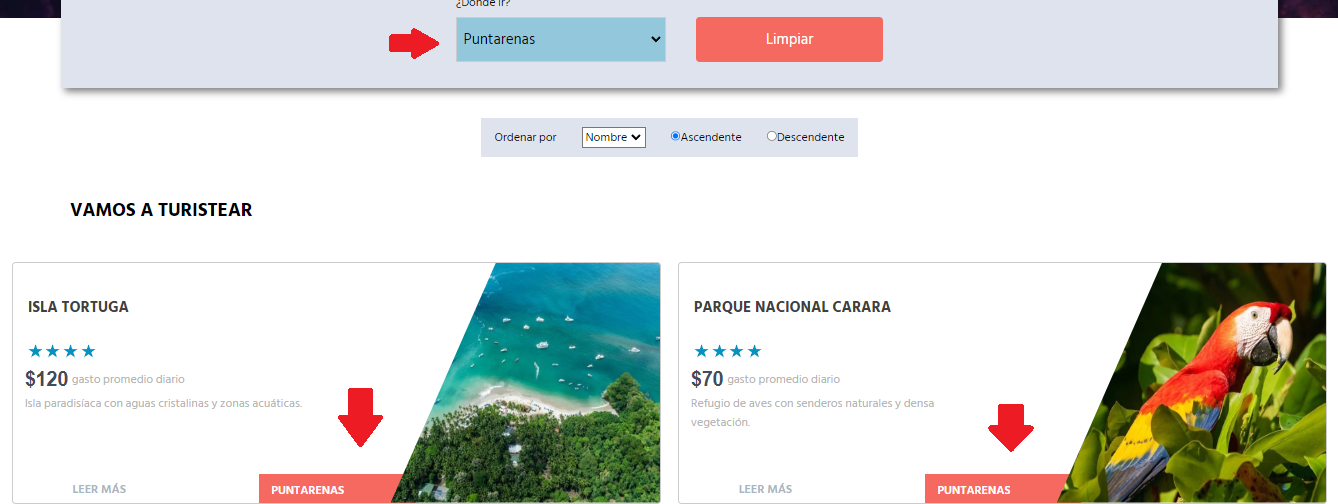 ¿Dónde ir?
Puntarenas
Limpiar
Ordenar por
Nombre
Ascendente
Descendente
VAMOS A TURISTEAR
ISLA TORTUGA
★★★★
$120 gasto promedio diario
Isla paradisíaca con aguas cristalinas y zonas acuáticas.
LEER MÁS
PUNTARENAS
PARQUE NACIONAL CARARA
★★★★
$70 gasto promedio diario
Refugio de aves con senderos naturales y densa
vegetación.
LEER MÁS
PUNTARENAS